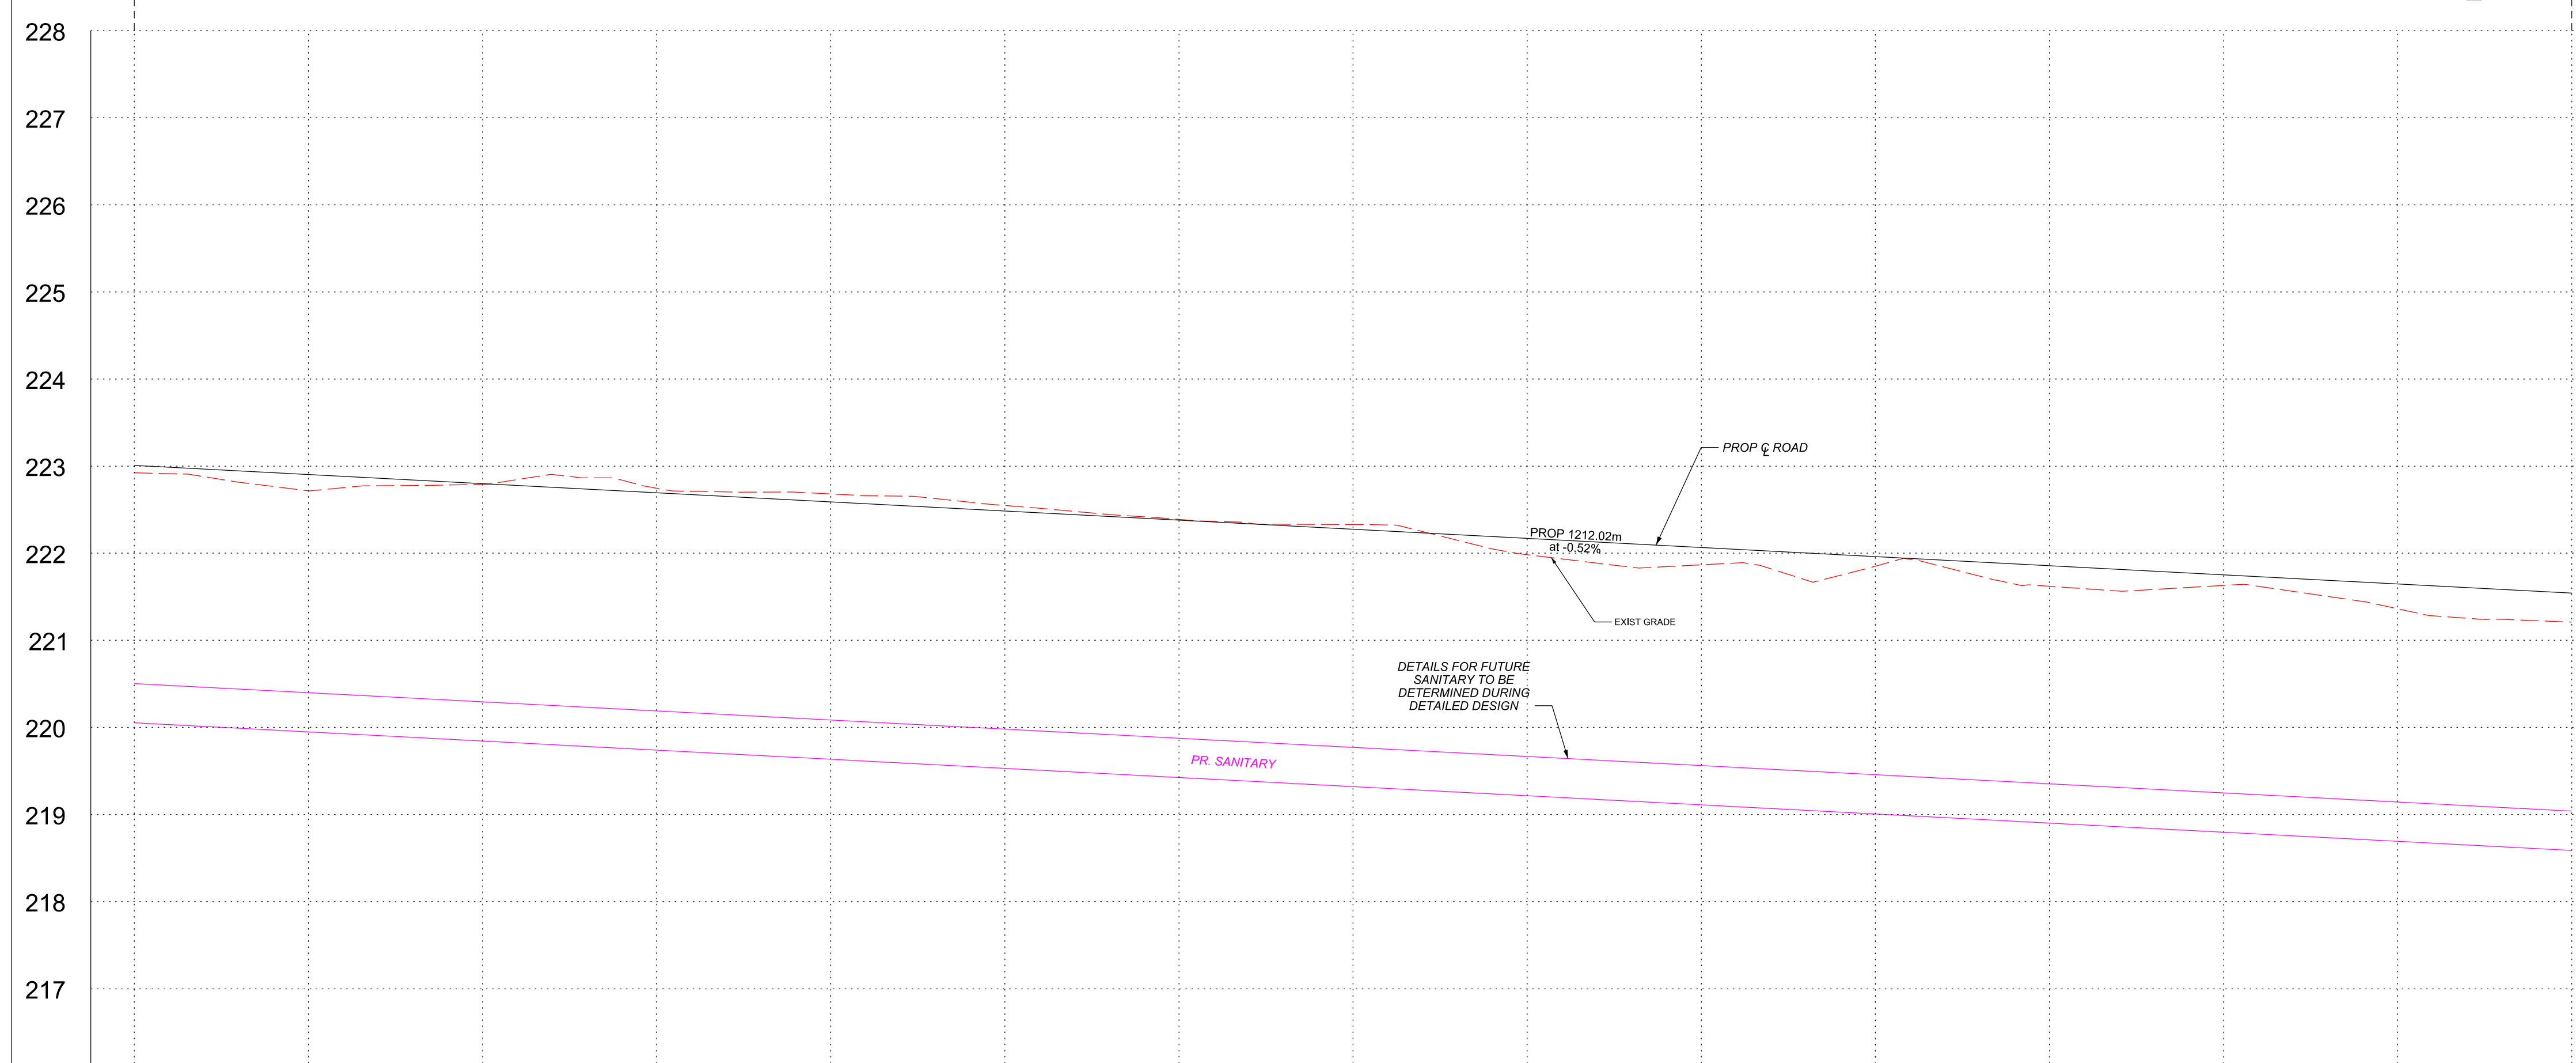 228
227
226
225
224
223
222
221
220
219
218
217
PROP ℄ ROAD
PROP 1212.02m
at -0.52%
EXIST GRADE
DETAILS FOR FUTURE
SANITARY TO BE
DETERMINED DURING
DETAILED DESIGN
PR. SANITARY